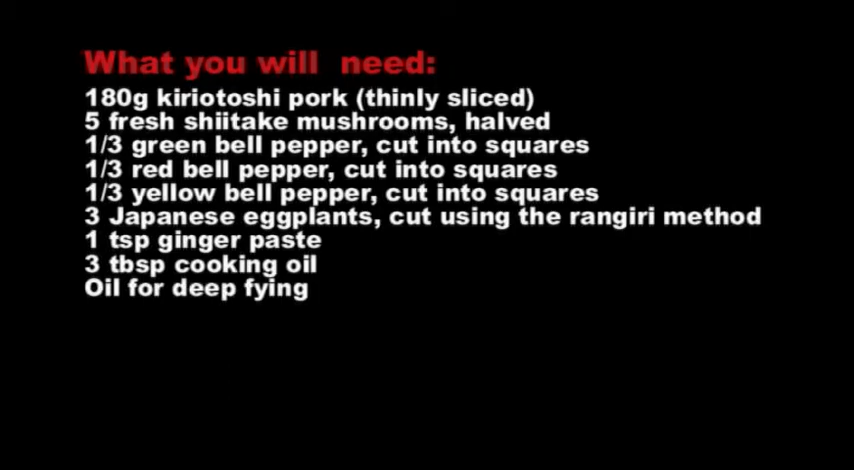 What you will need:
180g kiriotoshi pork (thinly sliced)
5 fresh shiitake mushrooms, halved
1/3 green bell pepper, cut into squares
1/3 red bell pepper, cut into squares
1/3 yellow bell pepper, cut into squares
3 Japanese eggplants, cut using the rangiri method
1 tsp ginger paste
3 tbsp cooking oil
Oil for deep fying